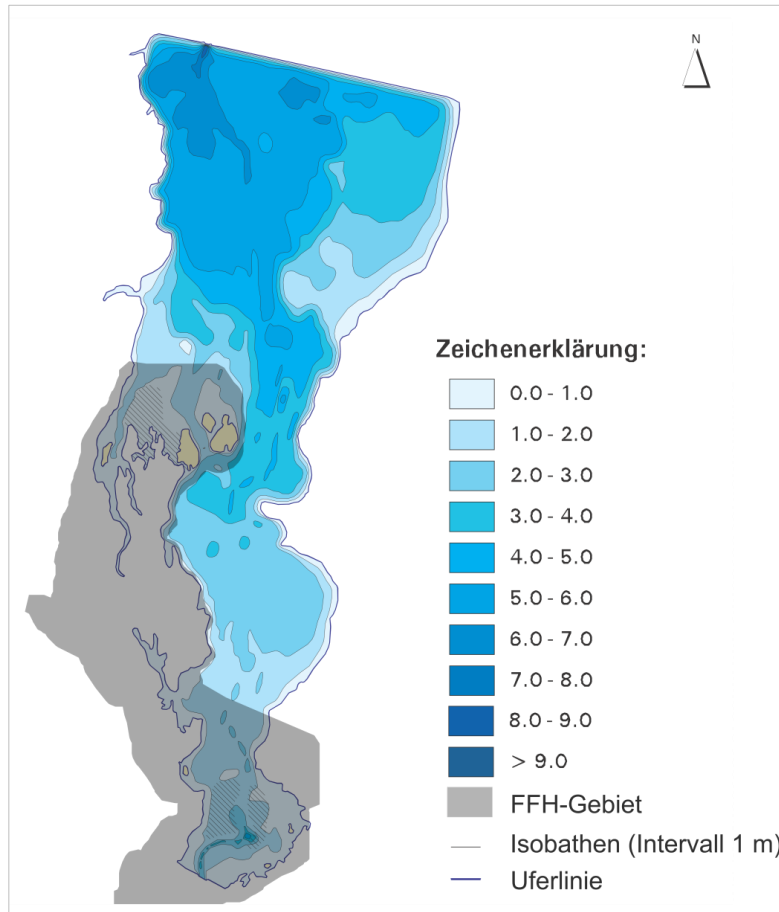 N
Zeichenerklärung:
0.0 - 1.0
1.0 - 2.0
2.0 - 3.0
3.0 - 4.0
4.0 - 5.0
5.0 - 6.0
6.0 - 7.0
7.0 - 8.0
8.0 - 9.0
> 9.0
FFH-Gebiet
Isobathen (Intervall 1 m)
Uferlinie